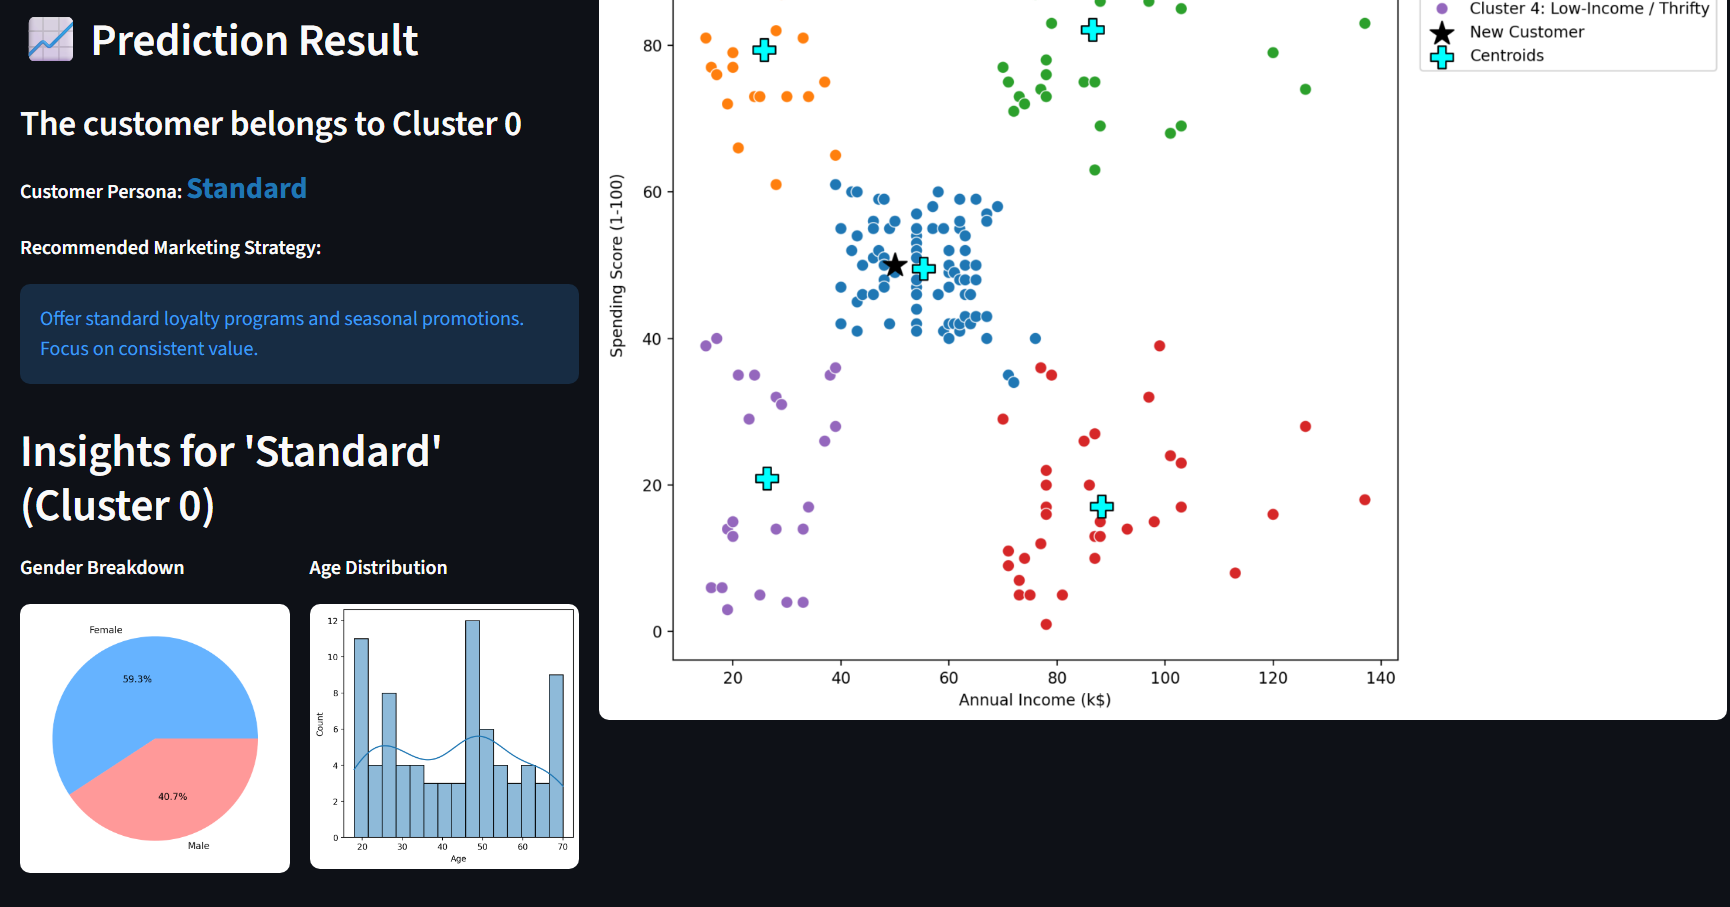 Prediction Result
The customer belongs to Cluster 0
Customer Persona: Standard
Recommended Marketing Strategy:
Offer standard loyalty programs and seasonal promotions.
Focus on consistent value.
Insights for 'Standard'
(Cluster 0)
Gender Breakdown
Female
59.3%
40.7%
Male
Age Distribution
Count
12
10
8
6
4
2
0
20 30 40 50 60 70
Age
Spending Score (1-100)
80
60
40
20
0
20 40 60 80 100 120 140
Annual Income (k$)
Cluster 4: Low-Income / Thrifty
New Customer
Centroids